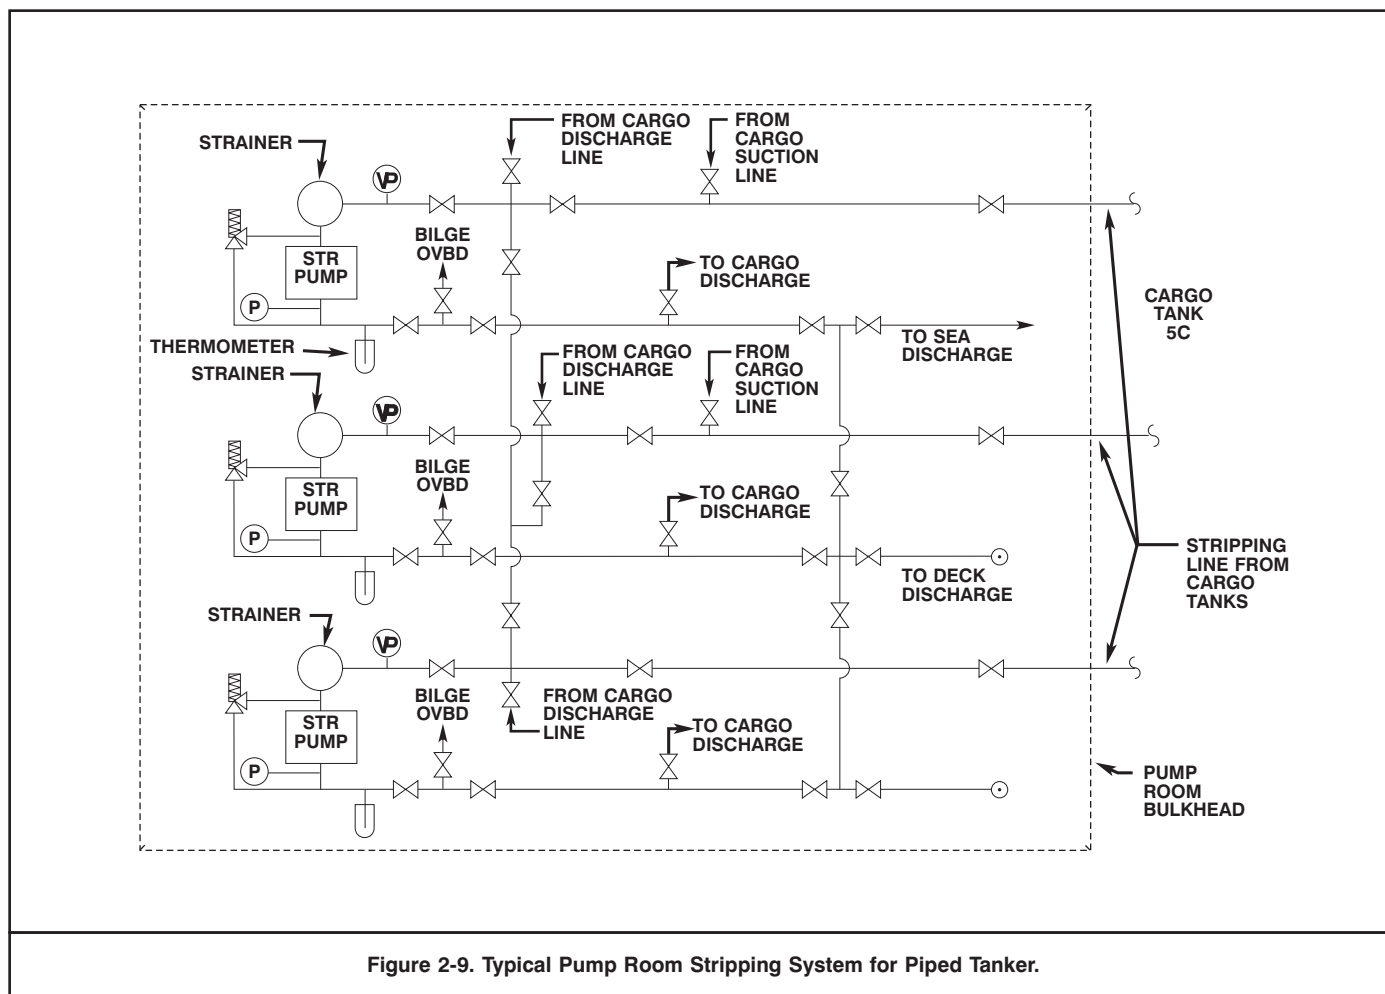 FROM CARGO
DISCHARGE
LINE
FROM
CARGO
SUCTION
LINE
STRAINER
VP
BILGE
OVBD
STR
PUMP
TO CARGO
DISCHARGE
P
CARGO
TANK
5C
TO SEA
DISCHARGE
THERMOMETER
FROM CARGO
DISCHARGE
LINE
FROM
CARGO
SUCTION
LINE
STRAINER
VP
BILGE
OVBD
STR
PUMP
TO CARGO
DISCHARGE
P
STRIPPING
LINE FROM
CARGO
TANKS
TO DECK
DISCHARGE
STRAINER
VP
BILGE
OVBD
FROM CARGO
DISCHARGE
LINE
STR
PUMP
TO CARGO
DISCHARGE
P
PUMP
ROOM
BULKHEAD
Figure 2-9. Typical Pump Room Stripping System for Piped Tanker.